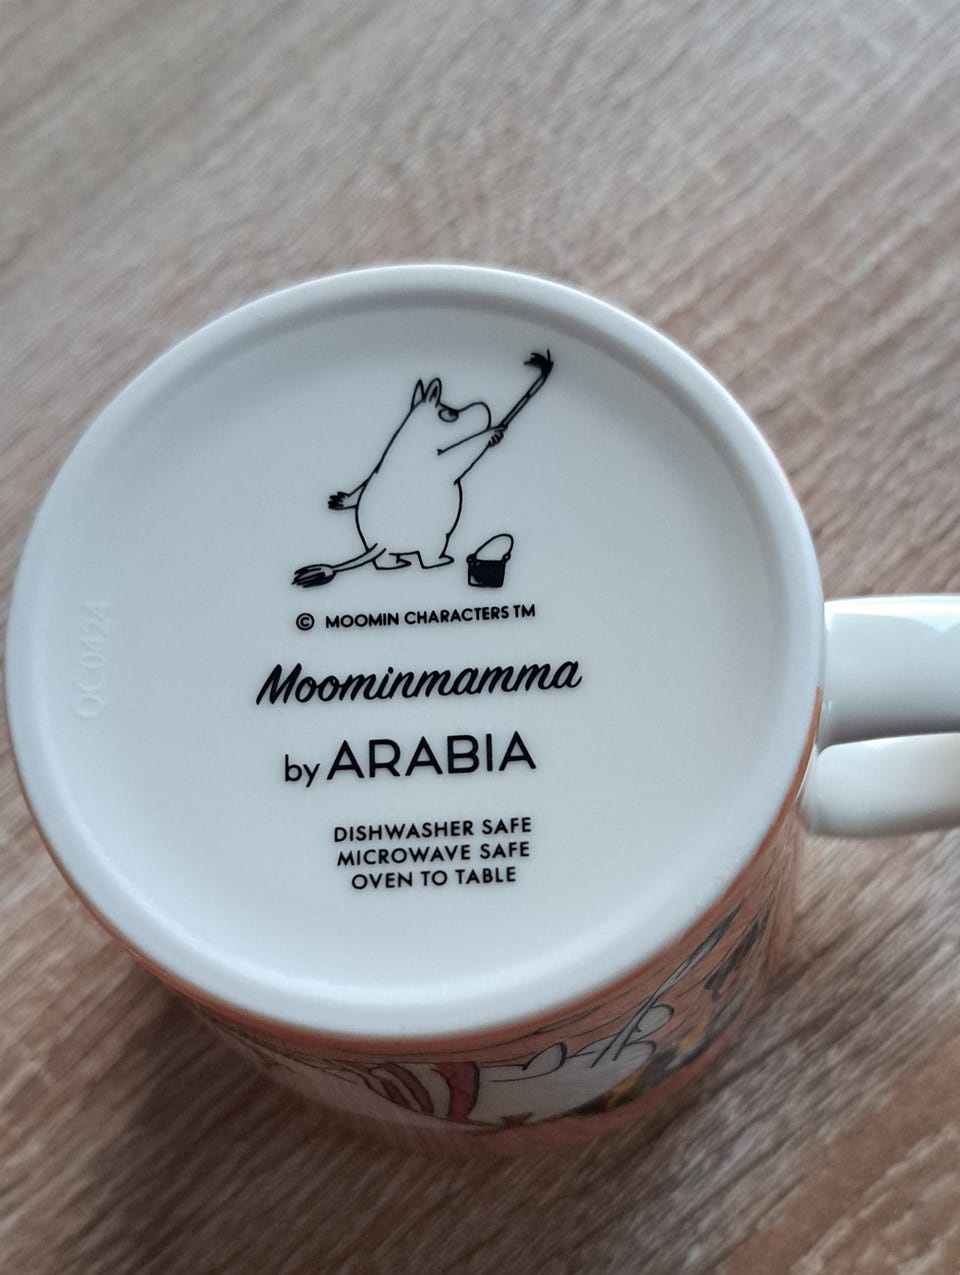 © MOOMIN CHARACTERS TM
Moominmamma
by ARABIA
DISHWASHER SAFE
MICROWAVE SAFE
OVEN TO TABLE
QC0424